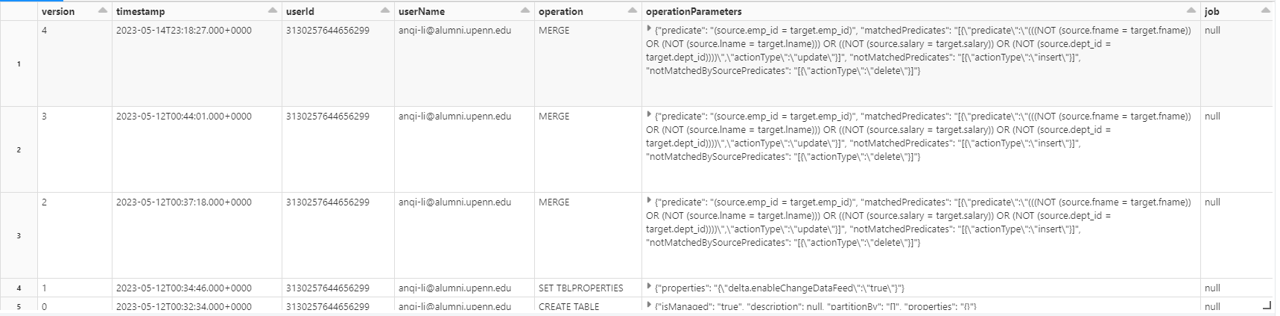 version timestamp userId userName operation operationParameters job
1 4 2023-05-14T23:18:27.000+0000 3130257644656299 anqi-li@alumni.upenn.edu MERGE {"predicate": "(source.emp_id = target.emp_id)", "matchedPredicates": "[{\"predicate\":\"(((NOT (source.fname = target.fname)) null
OR (NOT (source.lname = target.lname))) OR ((NOT (source.salary = target.salary)) OR (NOT (source.dept_id =
target.dept_id))))\",\"actionType\":\"update\"}]", "notMatchedPredicates": "[{\"actionType\":\"insert\"}]",
"notMatchedBySourcePredicates": "[{\"actionType\":\"delete\"}]"}
2 3 2023-05-12T00:44:01.000+0000 3130257644656299 anqi-li@alumni.upenn.edu MERGE {"predicate": "(source.emp_id = target.emp_id)", "matchedPredicates": "[{\"predicate\":\"(((NOT (source.fname = target.fname)) null
OR (NOT (source.lname = target.lname))) OR ((NOT (source.salary = target.salary)) OR (NOT (source.dept_id =
target.dept_id))))\",\"actionType\":\"update\"}]", "notMatchedPredicates": "[{\"actionType\":\"insert\"}]",
"notMatchedBySourcePredicates": "[{\"actionType\":\"delete\"}]"}
3 2 2023-05-12T00:37:18.000+0000 3130257644656299 anqi-li@alumni.upenn.edu MERGE {"predicate": "(source.emp_id = target.emp_id)", "matchedPredicates": "[{\"predicate\":\"(((NOT (source.fname = target.fname)) null
OR (NOT (source.lname = target.lname))) OR ((NOT (source.salary = target.salary)) OR (NOT (source.dept_id =
target.dept_id))))\",\"actionType\":\"update\"}]", "notMatchedPredicates": "[{\"actionType\":\"insert\"}]",
"notMatchedBySourcePredicates": "[{\"actionType\":\"delete\"}]"}
4 1 2023-05-12T00:34:46.000+0000 3130257644656299 anqi-li@alumni.upenn.edu SET TBLPROPERTIES {"properties": "{\"delta.enableChangeDataFeed\":\"true\"}"} null
5 0 2023-05-12T00:32:34.000+0000 3130257644656299 anqi-li@alumni.upenn.edu CREATE TABLE {"isManaged": "true", "description": null, "partitionBy": "[]", "properties": "{}"} null